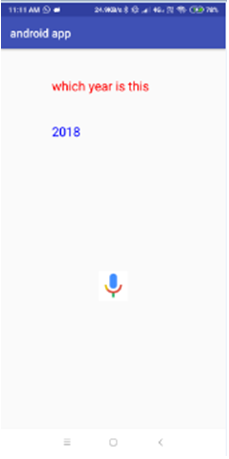 11:11 AM
android app
which year is this
2018